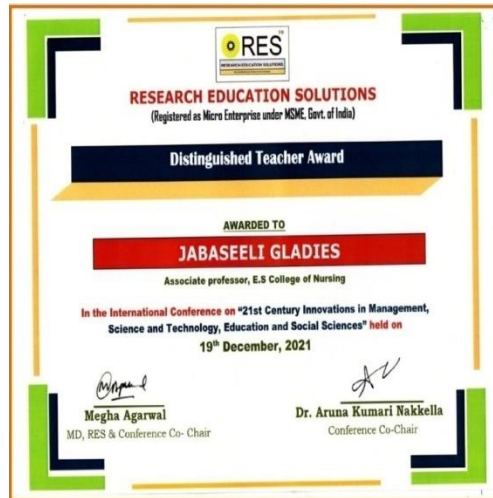 RES
RESEARCH EDUCATION SOLUTIONS
RESEARCH EDUCATION SOLUTIONS
(Registered as Micro Enterprise under MSME, Govt. of India)
Distinguished Teacher Award
AWARDED TO
JABASEELI GLADIES
Associate professor, E.S College of Nursing
In the International Conference on “21st Century Innovations in Management,
Science and Technology, Education and Social Sciences” held on
19th December, 2021
Megha Agarwal
MD, RES & Conference Co- Chair
Dr. Aruna Kumari Nakkella
Conference Co-Chair